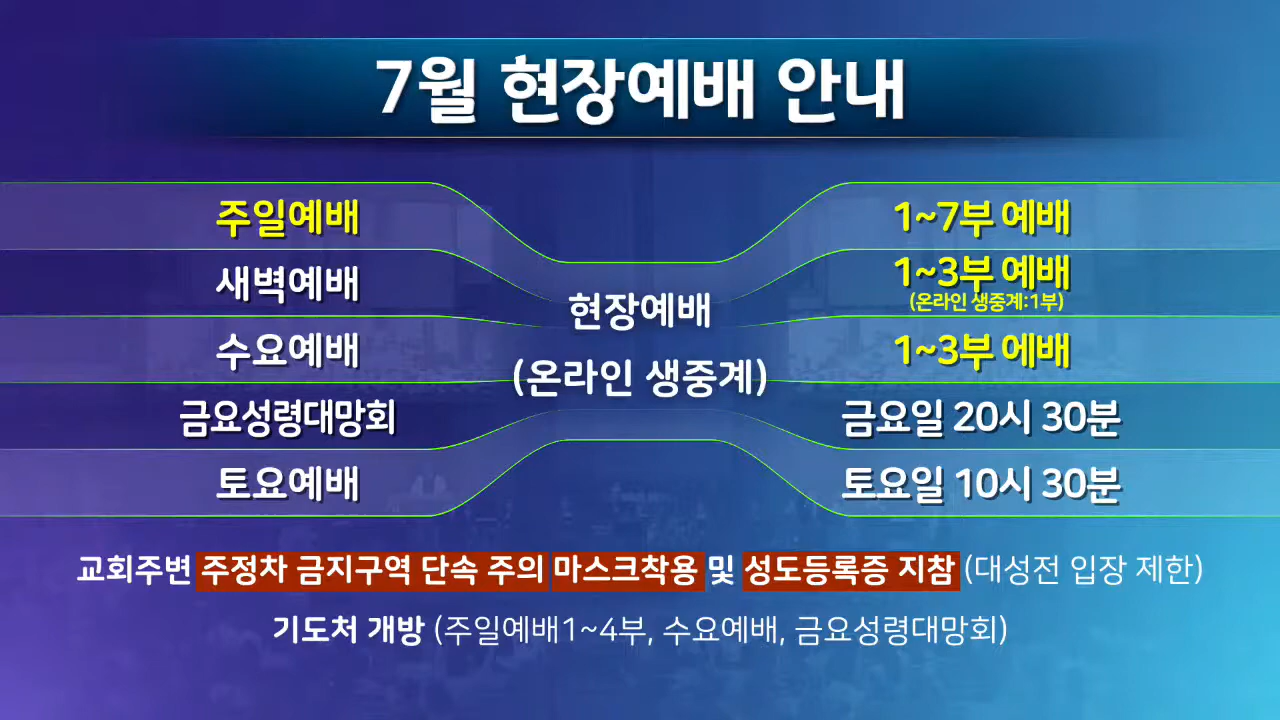 7월 현장예배 안내
주일예배
새벽예배
수요예배
금요성령대망회
토요예배
현장예배
(온라인 생중계)
1~7부 예배
1~3부 예배
(온라인 생중계:1부)
1~3부 예배
금요일 20시 30분
토요일 10시 30분
교회주변 주정차 금지구역 단속 주의 마스크착용 및 성도등록증 지참 (대성전 입장 제한)
기도처 개방 (주일예배1~4부, 수요예배, 금요성령대망회)